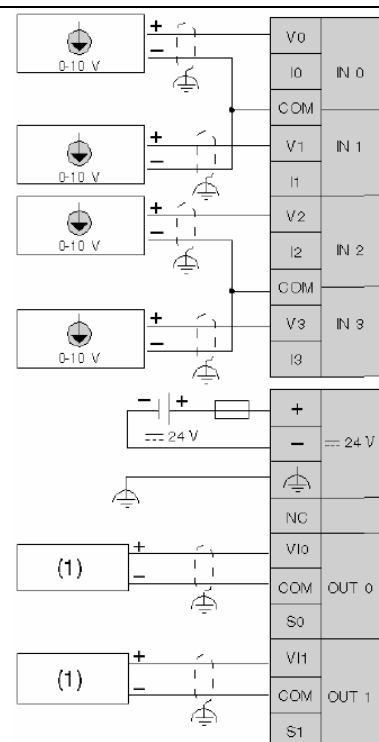 + V0
0-10 V − I0 IN 0
COM
+ V1 IN 1
0-10 V − I1
+ V2
0-10 V − I2 IN 2
COM
+ V3 IN 3
0-10 V − I3
− + +
⎓ 24 V − ⎓ 24 V
NC
+ VI0
(1) − COM OUT 0
S0
+ VI1
(1) − COM OUT 1
S1